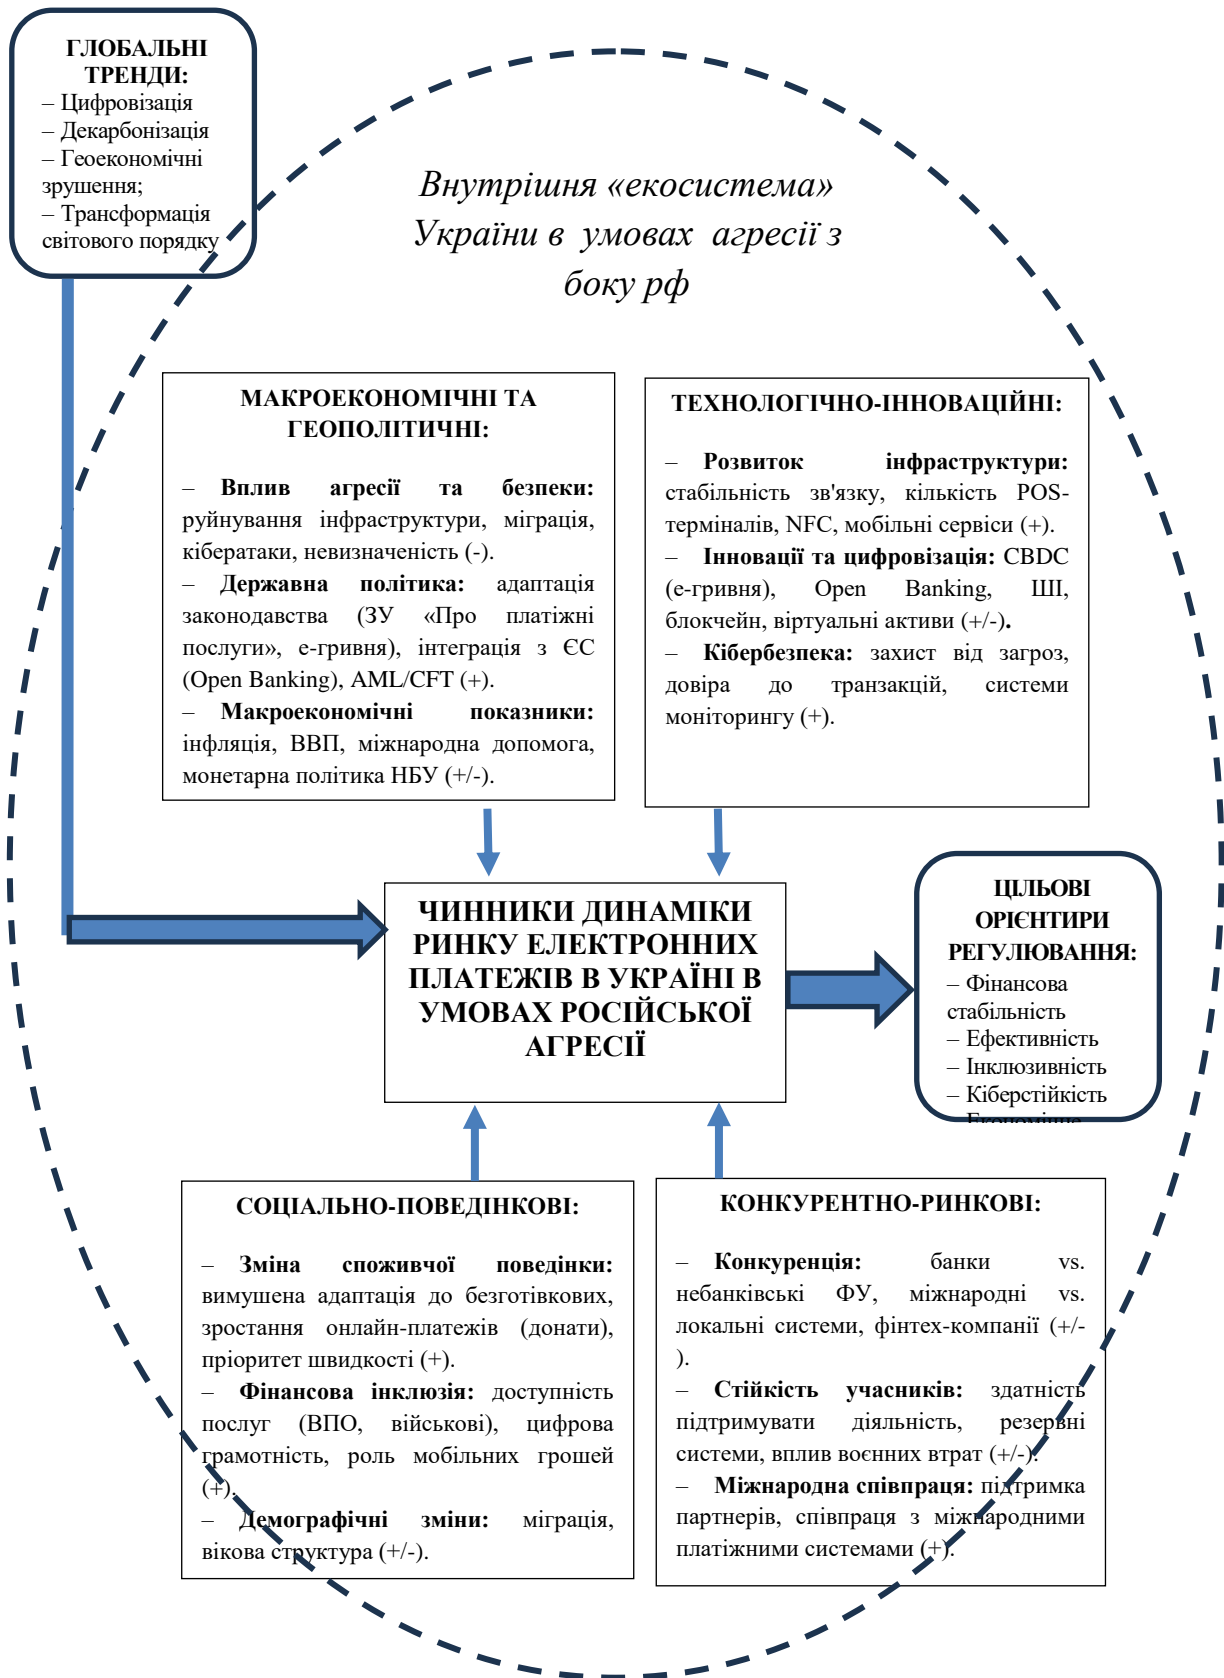 ГЛОБАЛЬНІ
ТРЕНДИ:
– Цифровізація
– Декарбонізація
– Геоекономічні
зрушення;
– Трансформація
світового порядку
Внутрішня «екосистема»
України в умовах агресії з
боку рф
МАКРОЕКОНОМІЧНІ ТА
ГЕОПОЛІТИЧНІ:
– Вплив агресії та безпеки:
руйнування інфраструктури, міграція,
кібератаки, невизначеність (-).
– Державна політика: адаптація
законодавства (ЗУ «Про платіжні
послуги», е-гривня), інтеграція з ЄС
(Open Banking), AML/CFT (+).
– Макроекономічні показники:
інфляція, ВВП, міжнародна допомога,
монетарна політика НБУ (+/-).
ТЕХНОЛОГІЧНО-ІННОВАЦІЙНІ:
– Розвиток інфраструктури:
стабільність зв'язку, кількість POS-
терміналів, NFC, мобільні сервіси (+).
– Інновації та цифровізація: CBDC
(е-гривня), Open Banking, ШІ,
блокчейн, віртуальні активи (+/-).
– Кібербезпека: захист від загроз,
довіра до транзакцій, системи
моніторингу (+).
ЧИННИКИ ДИНАМІКИ
РИНКУ ЕЛЕКТРОННИХ
ПЛАТЕЖІВ В УКРАЇНІ В
УМОВАХ РОСІЙСЬКОЇ
АГРЕСІЇ
ЦІЛЬОВІ
ОРІЄНТИРИ
РЕГУЛЮВАННЯ:
– Фінансова
стабільність
– Ефективність
– Інклюзивність
– Кіберстійкість
СОЦІАЛЬНО-ПОВЕДІНКОВІ:
– Зміна споживчої поведінки:
вимушена адаптація до безготівкових,
зростання онлайн-платежів (донати),
пріоритет швидкості (+).
– Фінансова інклюзія: доступність
послуг (ВПО, військові), цифрова
грамотність, роль мобільних грошей
(+).
– Демографічні зміни: міграція,
вікова структура (+/-).
КОНКУРЕНТНО-РИНКОВІ:
– Конкуренція: банки vs.
небанківські ФУ, міжнародні vs.
локальні системи, фінтех-компанії (+/-
).
– Стійкість учасників: здатність
підтримувати діяльність, резервні
системи, вплив воєнних втрат (+/-).
– Міжнародна співпраця: підтримка
партнерів, співпраця з міжнародними
платіжними системами (+).